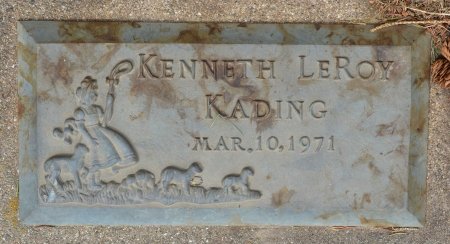 KENNETH LEROY
KADING
MAR. 10, 1971